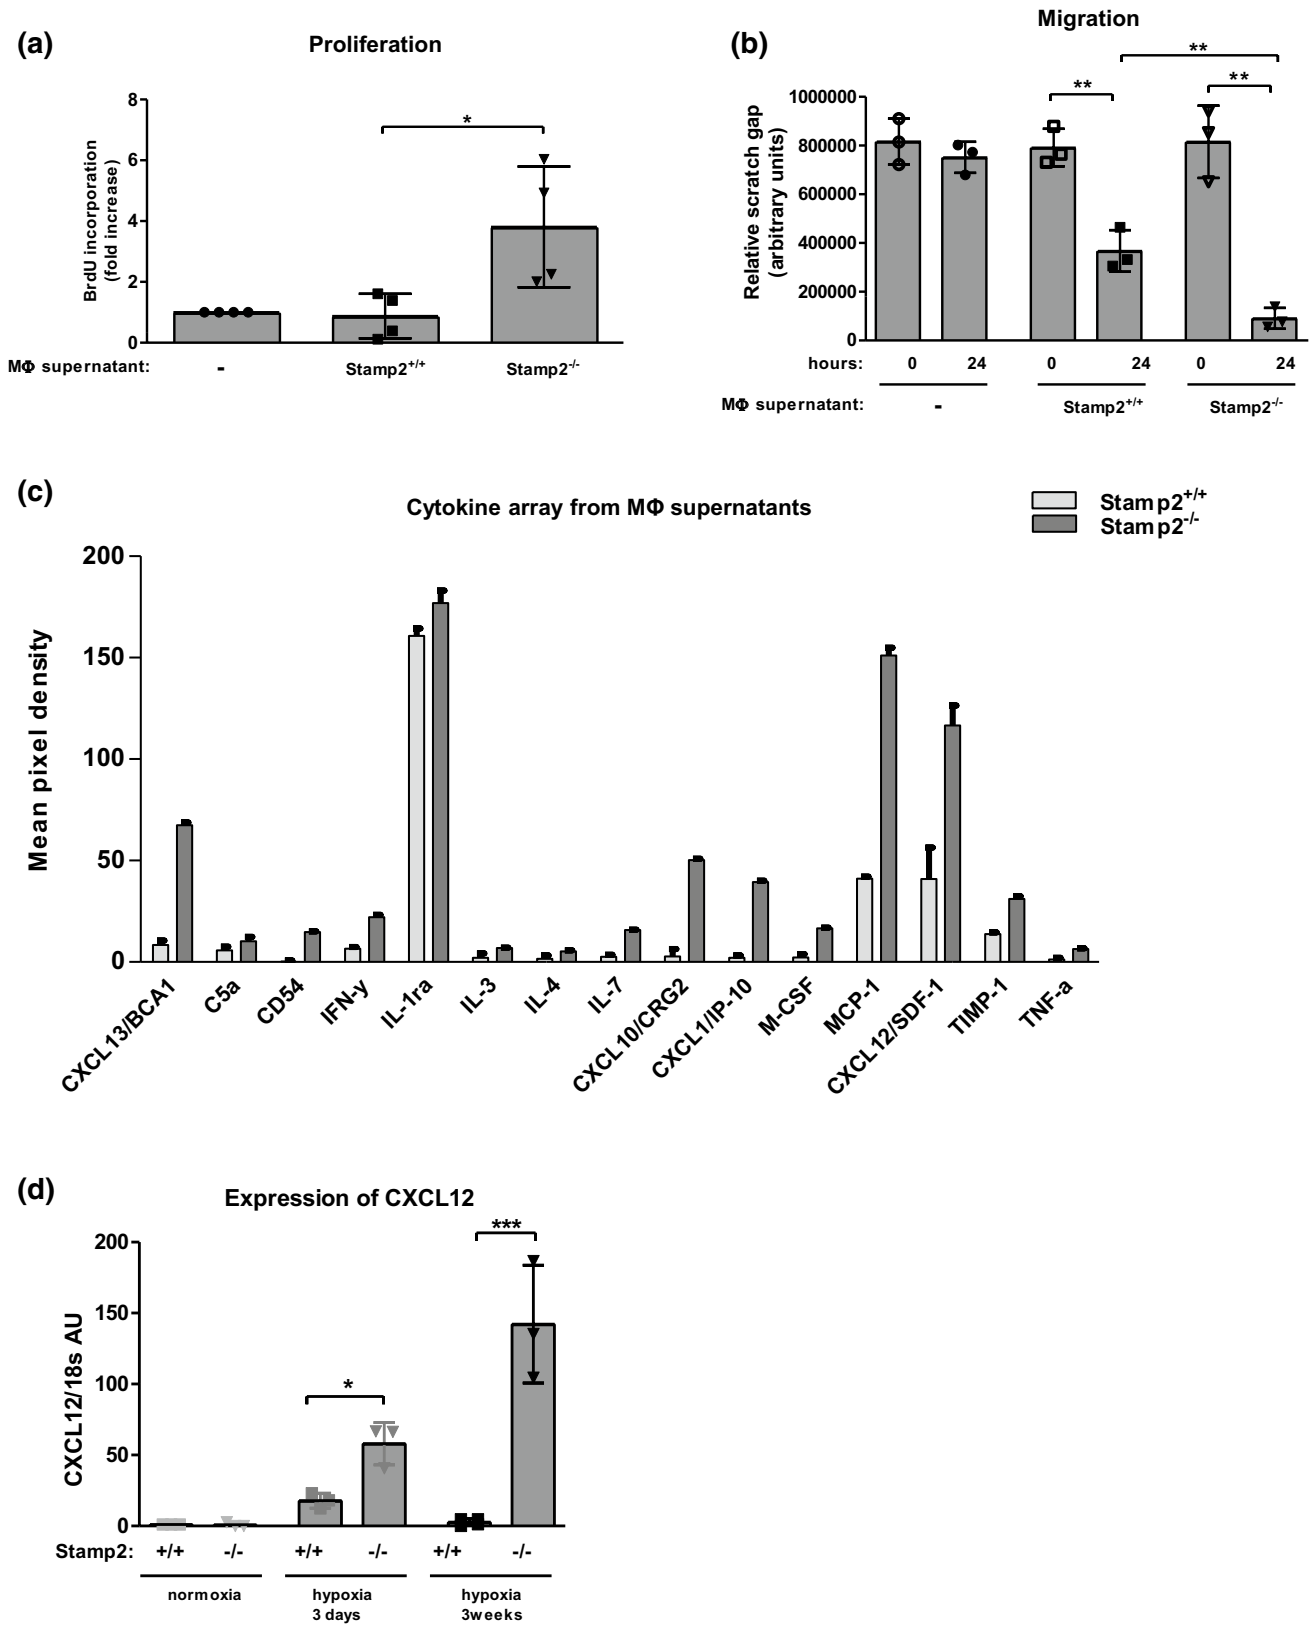 (a)
Proliferation
BrdU incorporation
(fold increase)
8
6
4
2
0
*
MΦ supernatant:
-
Stamp2+/+
Stamp2-/-
(b)
Migration
Relative scratch gap
(arbitrary units)
1000000
800000
600000
400000
200000
0
**
**
**
hours:
0 24 0 24 0 24
MΦ supernatant:
-
Stamp2+/+
Stamp2-/-
(c)
Cytokine array from MΦ supernatants
Stamp2+/+
Stamp2-/-
Mean pixel density
200
150
100
50
0
CXCL13/BCA1
C5a
CD54
IFN-y
IL-1ra
IL-3
IL-4
IL-7
CXCL10/CRG2
CXCL1/IP-10
M-CSF
MCP-1
CXCL12/SDF-1
TIMP-1
TNF-a
(d)
Expression of CXCL12
CXCL12/18s AU
200
150
100
50
0
*
***
Stamp2: +/+ -/- +/+ -/- +/+ -/-
normoxia
hypoxia
3 days
hypoxia
3weeks